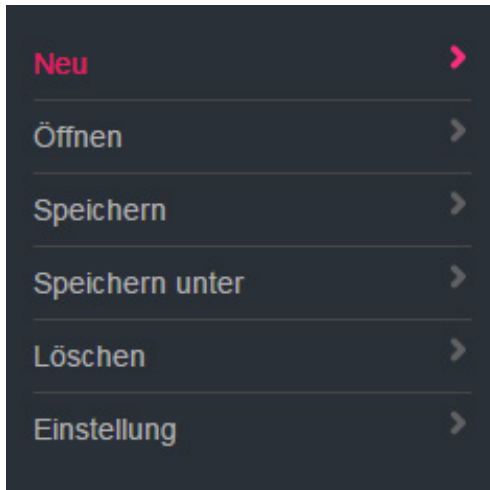 Neu
Öffnen
Speichern
Speichern unter
Löschen
Einstellung